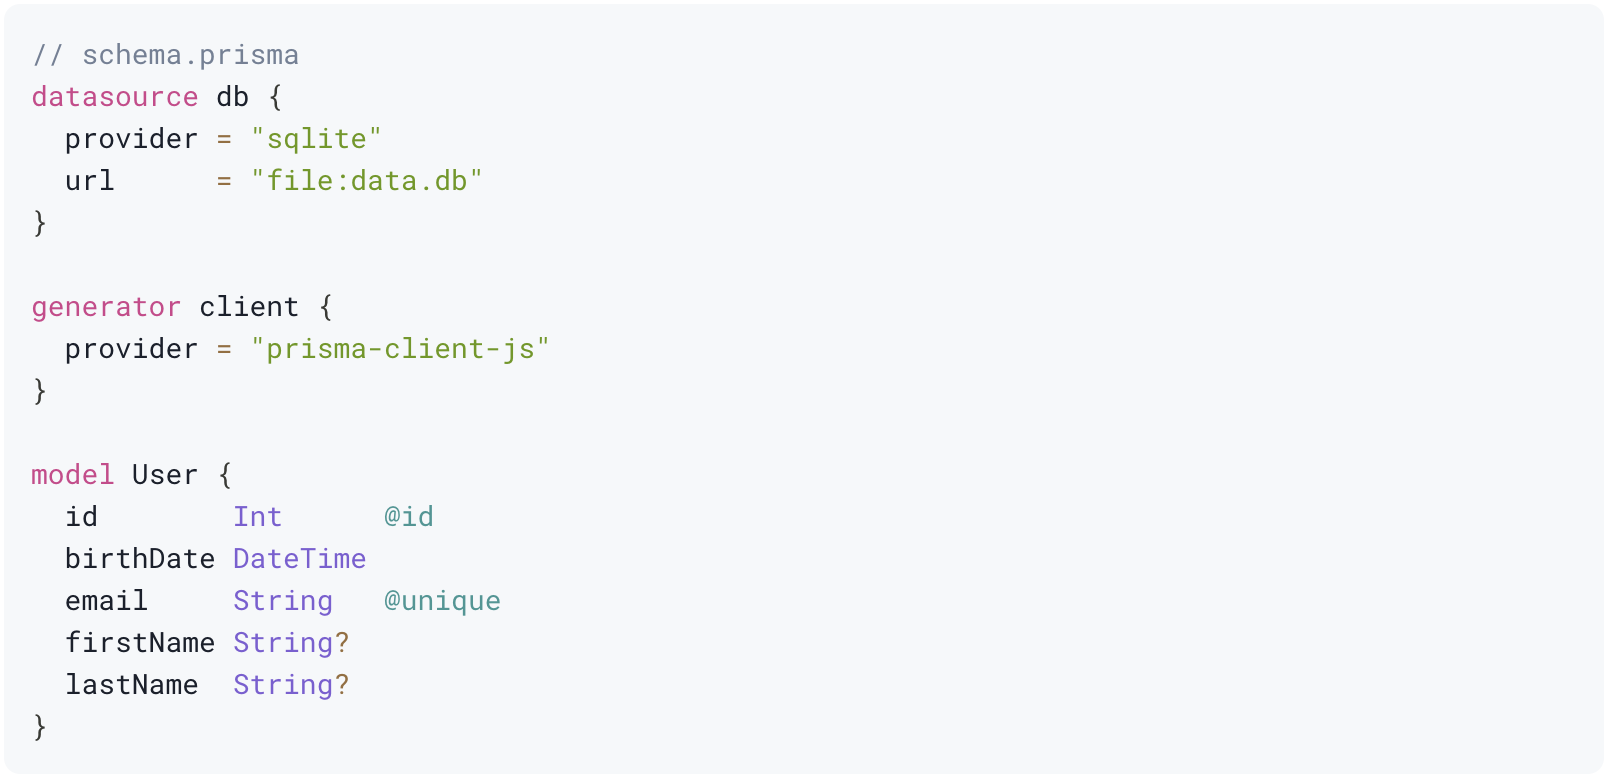 // schema.prisma
datasource db {
  provider = "sqlite"
  url      = "file:data.db"
}

generator client {
  provider = "prisma-client-js"
}

model User {
  id        Int      @id
  birthDate DateTime
  email     String   @unique
  firstName String?
  lastName  String?
}